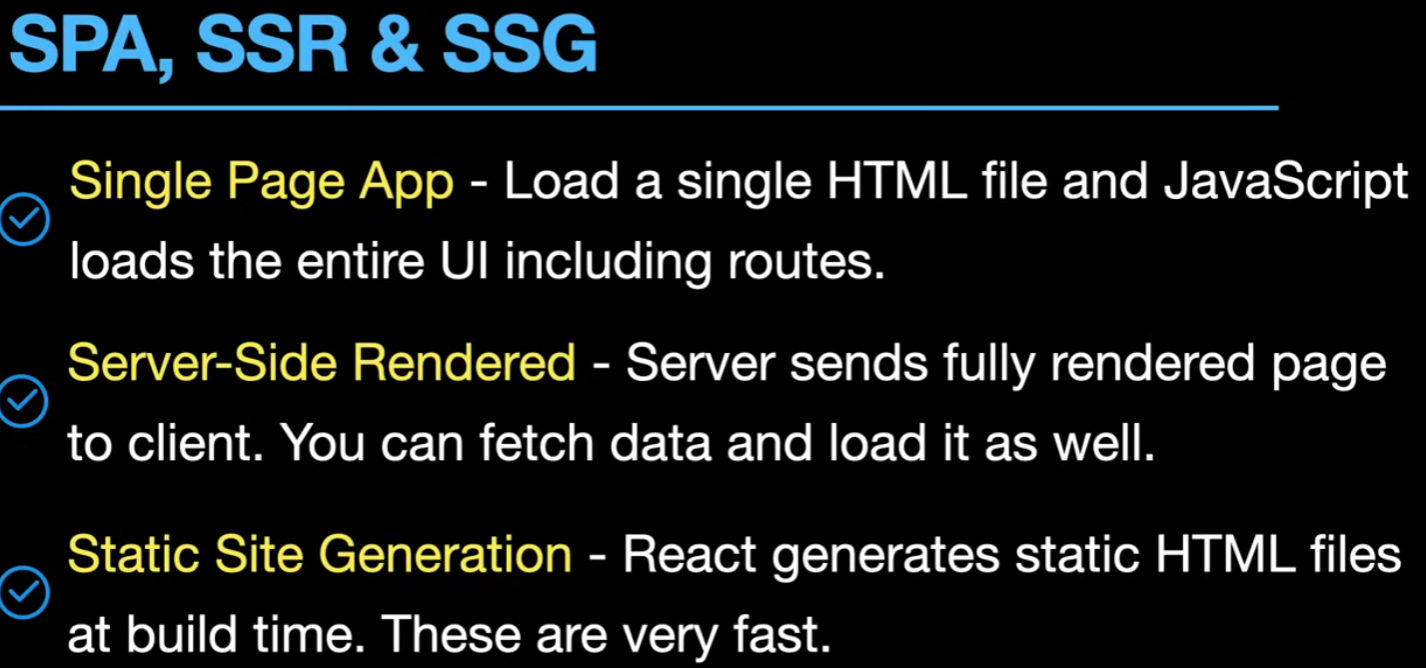 SPA, SSR & SSG
Single Page App - Load a single HTML file and JavaScript
loads the entire UI including routes.
Server-Side Rendered - Server sends fully rendered page
to client. You can fetch data and load it as well.
Static Site Generation - React generates static HTML files
at build time. These are very fast.